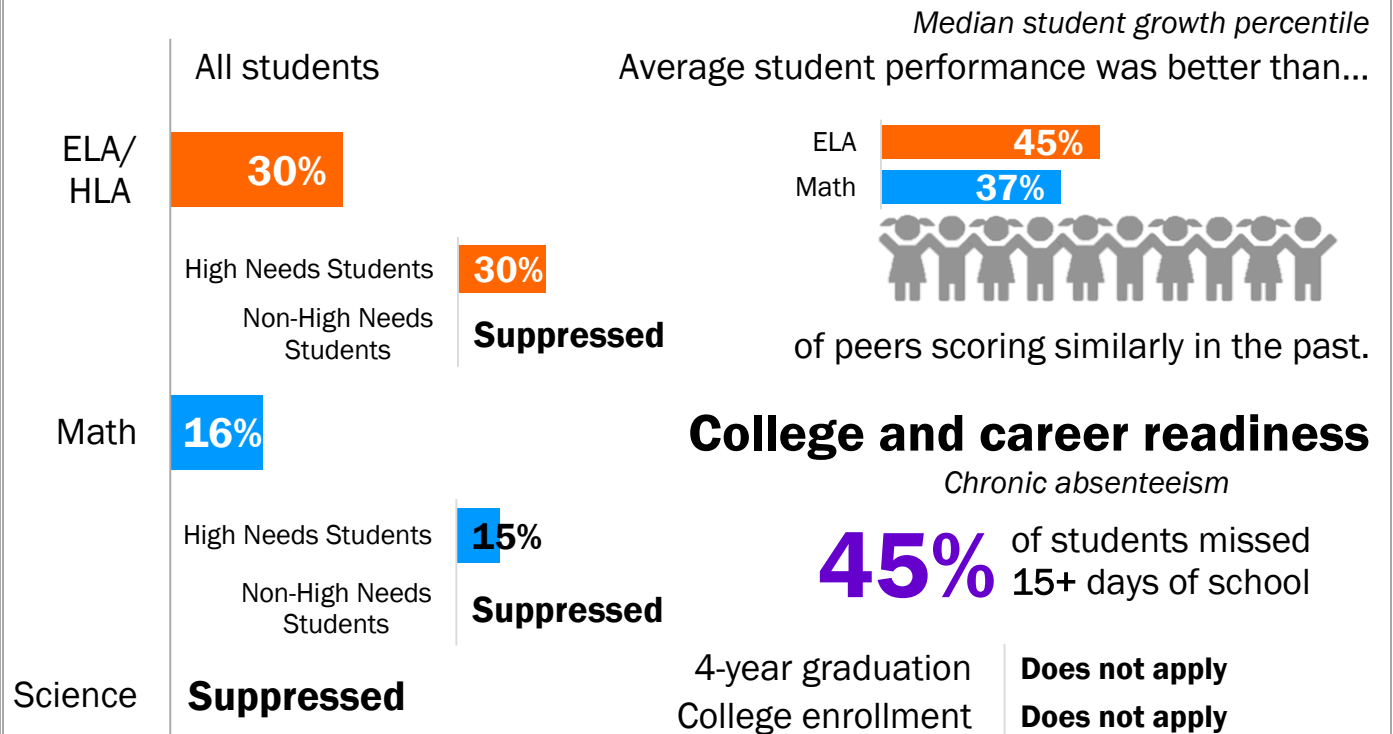 All students
ELA/
HLA
30%
High Needs Students
30%
Non-High Needs
Students
Suppressed
Math
16%
High Needs Students
15%
Non-High Needs
Students
Suppressed
Science
Suppressed
Median student growth percentile
Average student performance was better than...
ELA
45%
Math
37%
of peers scoring similarly in the past.
College and career readiness
Chronic absenteeism
45%
of students missed
15+ days of school
4-year graduation
Does not apply
College enrollment
Does not apply